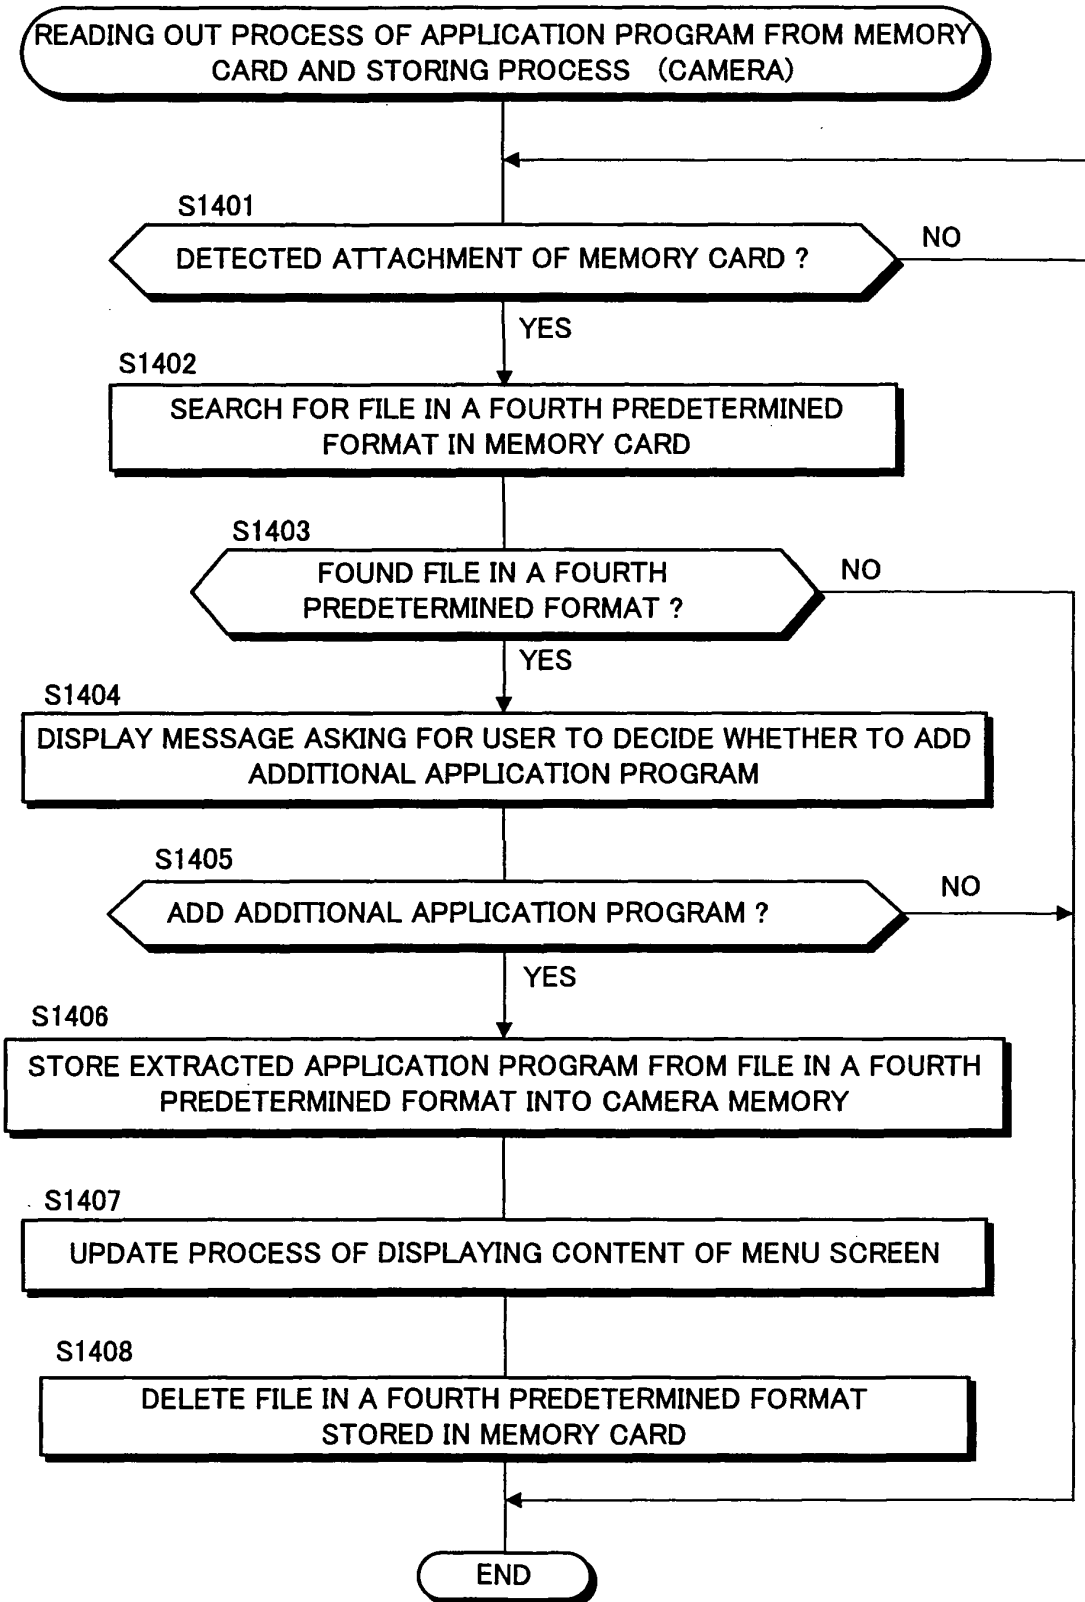 READING OUT PROCESS OF APPLICATION PROGRAM FROM MEMORY
CARD AND STORING PROCESS (CAMERA)
S1401
DETECTED ATTACHMENT OF MEMORY CARD ?
NO
YES
S1402
SEARCH FOR FILE IN A FOURTH PREDETERMINED
FORMAT IN MEMORY CARD
S1403
FOUND FILE IN A FOURTH
PREDETERMINED FORMAT ?
NO
YES
S1404
DISPLAY MESSAGE ASKING FOR USER TO DECIDE WHETHER TO ADD
ADDITIONAL APPLICATION PROGRAM
S1405
ADD ADDITIONAL APPLICATION PROGRAM ?
NO
YES
S1406
STORE EXTRACTED APPLICATION PROGRAM FROM FILE IN A FOURTH
PREDETERMINED FORMAT INTO CAMERA MEMORY
S1407
UPDATE PROCESS OF DISPLAYING CONTENT OF MENU SCREEN
S1408
DELETE FILE IN A FOURTH PREDETERMINED FORMAT
STORED IN MEMORY CARD
END